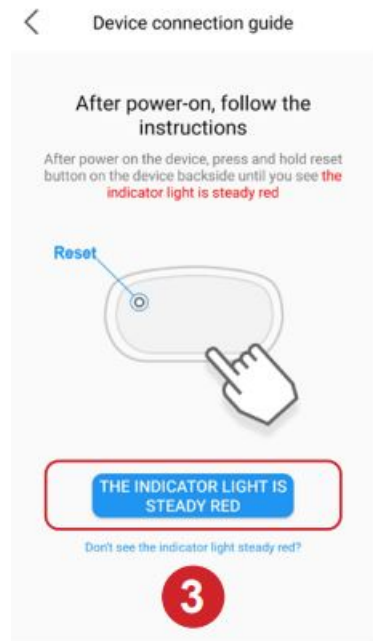 Device connection guide
After power-on, follow the
instructions
After power on the device, press and hold reset
button on the device backside until you see the
indicator light is steady red
Reset
THE INDICATOR LIGHT IS
STEADY RED
Don't see the indicator light steady red?
3